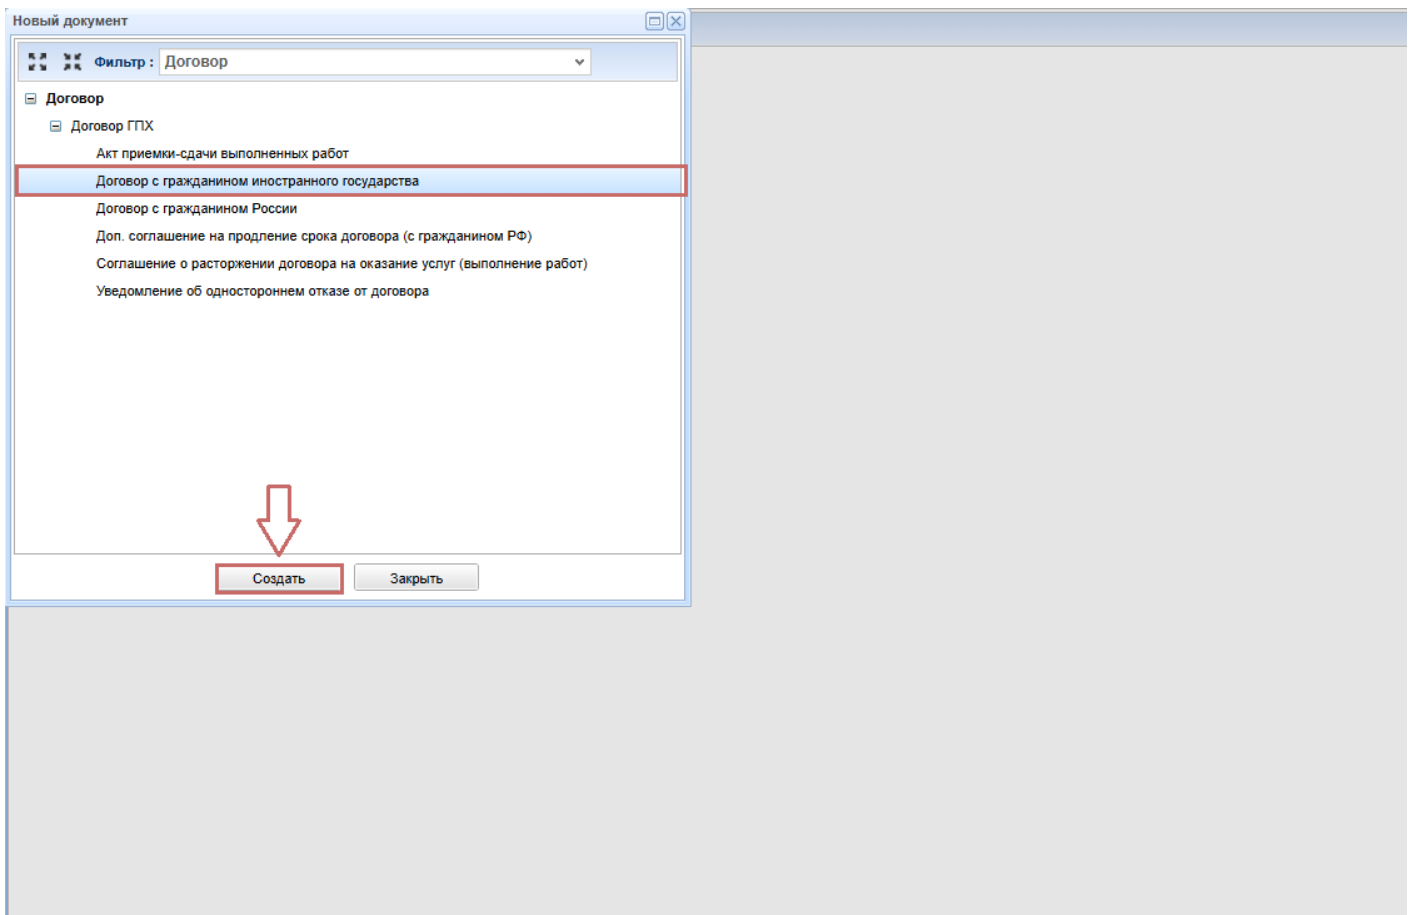 Новый документ
Фильтр : Договор
Договор
Договор ГПХ
Акт приемки-сдачи выполненных работ
Договор с гражданином иностранного государства
Договор с гражданином России
Доп. соглашение на продление срока договора (с гражданином РФ)
Соглашение о расторжении договора на оказание услуг (выполнение работ)
Уведомление об одностороннем отказе от договора
Создать Закрыть